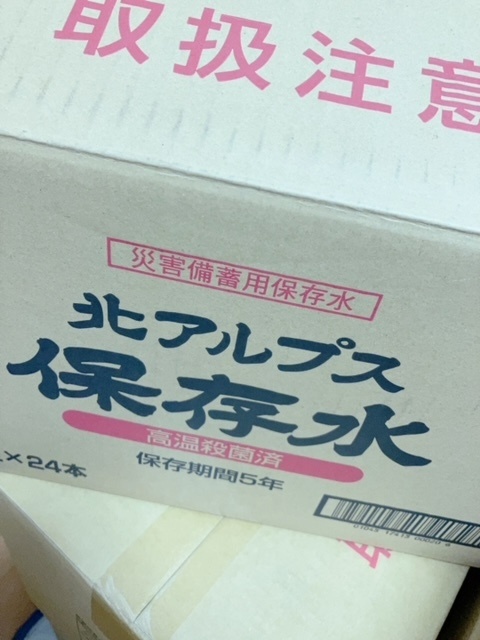 取扱注意
災害備蓄用保存水
北アルプス
保存水
高温殺菌済
×24本
保存期間5年